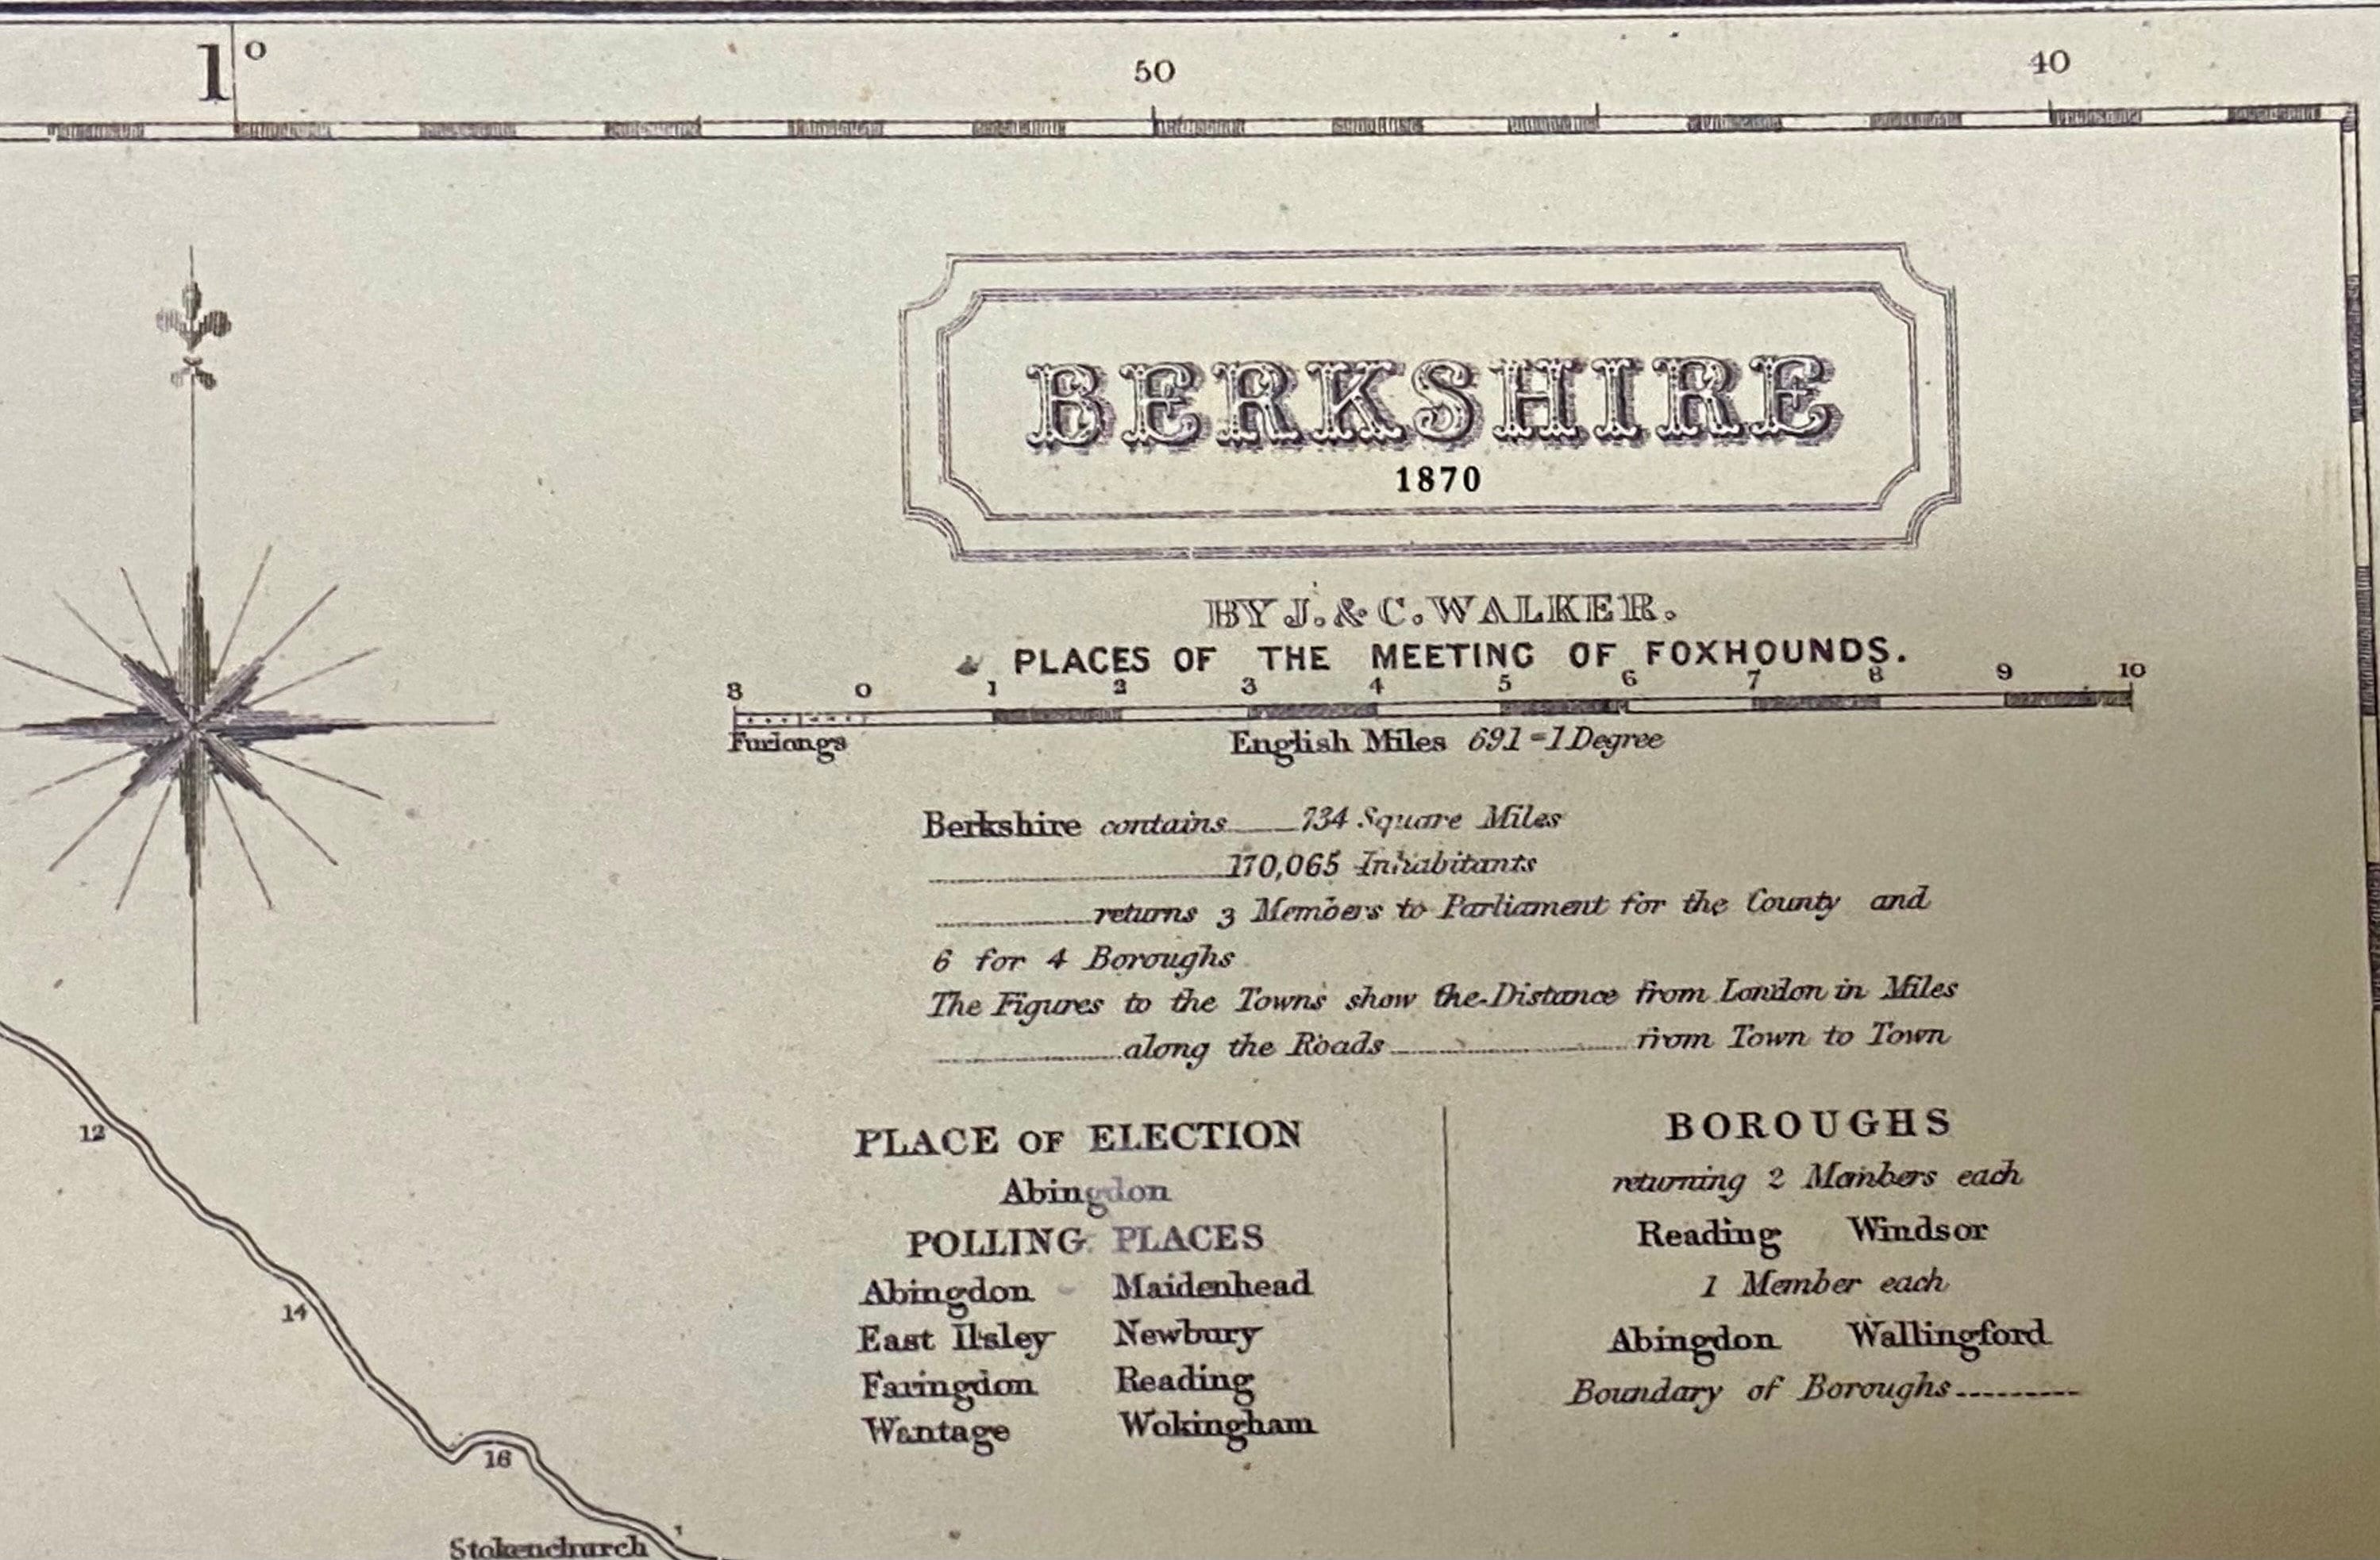 1° 50 40
BERKSHIRE
1870
BY J. & C. WALKER.
PLACES OF THE MEETING OF FOXHOUNDS.
8 0 1 2 3 4 5 6 7 8 9 10
Furlongs English Miles 691=1 Degree
Berkshire contains 734 Square Miles
170,065 Inhabitants
returns 3 Members to Parliament for the County and
6 for 4 Boroughs
The Figures to the Towns show the Distance from London in Miles
along the Roads from Town to Town
PLACE OF ELECTION
Abingdon
POLLING PLACES
Abingdon Maidenhead
East Ilsley Newbury
Faringdon Reading
Wantage Wokingham
BOROUGHS
returning 2 Members each
Reading Windsor
1 Member each
Abingdon Wallingford
Boundary of Boroughs
12
14
16
Stokenchurch